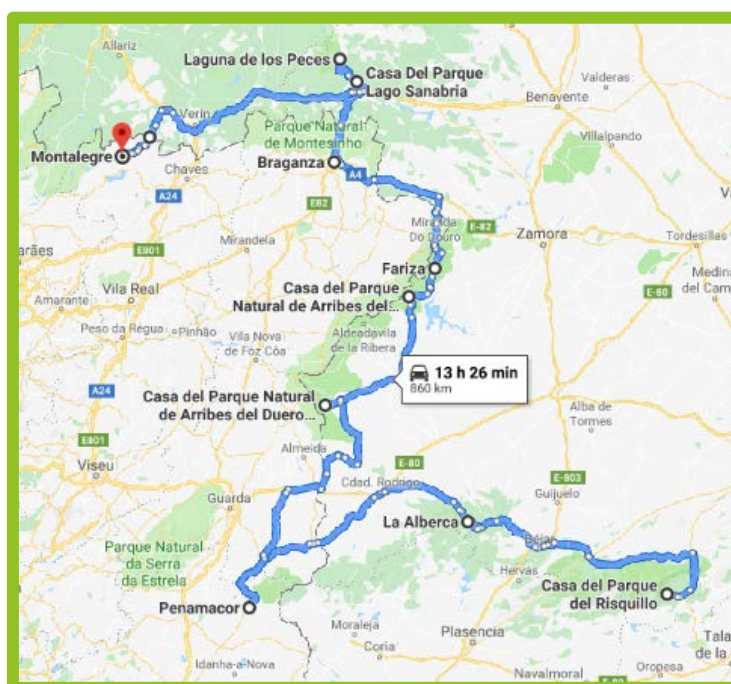 Allariz
Laguna de los Peces
Casa Del Parque
Lago Sanabria
Valderas
Benavente
Verín
Villalpando
Parque Natural
de Montesinho
Montalegre
Braganza
Chaves
A4
A24
E82
Mirandela
Miranda
Do Douro
E-82
Zamora
Tordesillas
E801
Fariza
Medina
del Cam
Casa del Parque
Natural de Arribes del...
E-80
Vila Real
Amarante
Peso da Régua
Pinhão
Vila Nova
de Foz Côa
Aldeadávila
de la Ribera
13 h 26 min
860 km
A24
Casa del Parque Natural
de Arribes del Duero...
Alba de
Tormes
E801
Viseu
Almeida
E-80
E-803
Cdad. Rodrigo
Guijuelo
Guarda
La Alberca
Béjar
Parque Natural
da Serra
da Estrela
Hervás
Casa del Parque
del Risquillo
Penamacor
Moraleja
Plasencia
Coria
Tala
de la
Idanha-a-Nova
Navalmoral
Oropesa